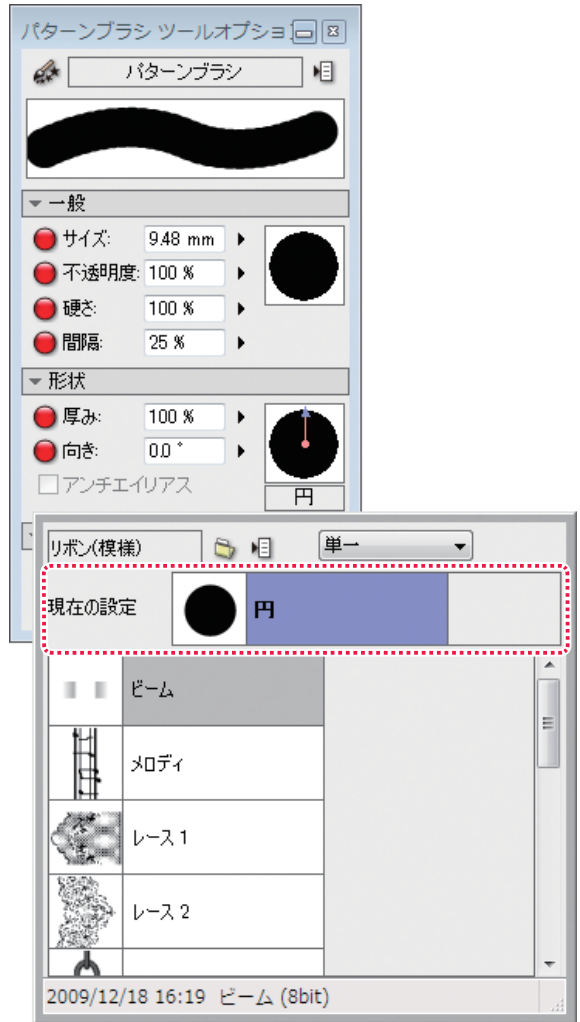 パターンブラシ ツールオプション
パターンブラシ
一般
サイズ: 9.48 mm
不透明度: 100 %
硬さ: 100 %
間隔: 25 %
形状
厚み: 100 %
向き: 0.0 °
アンチエイリアス
円
リボン(模様) 単一
現在の設定 円
ビーム
メロディ
レース 1
レース 2
2009/12/18 16:19 ビーム (8bit)